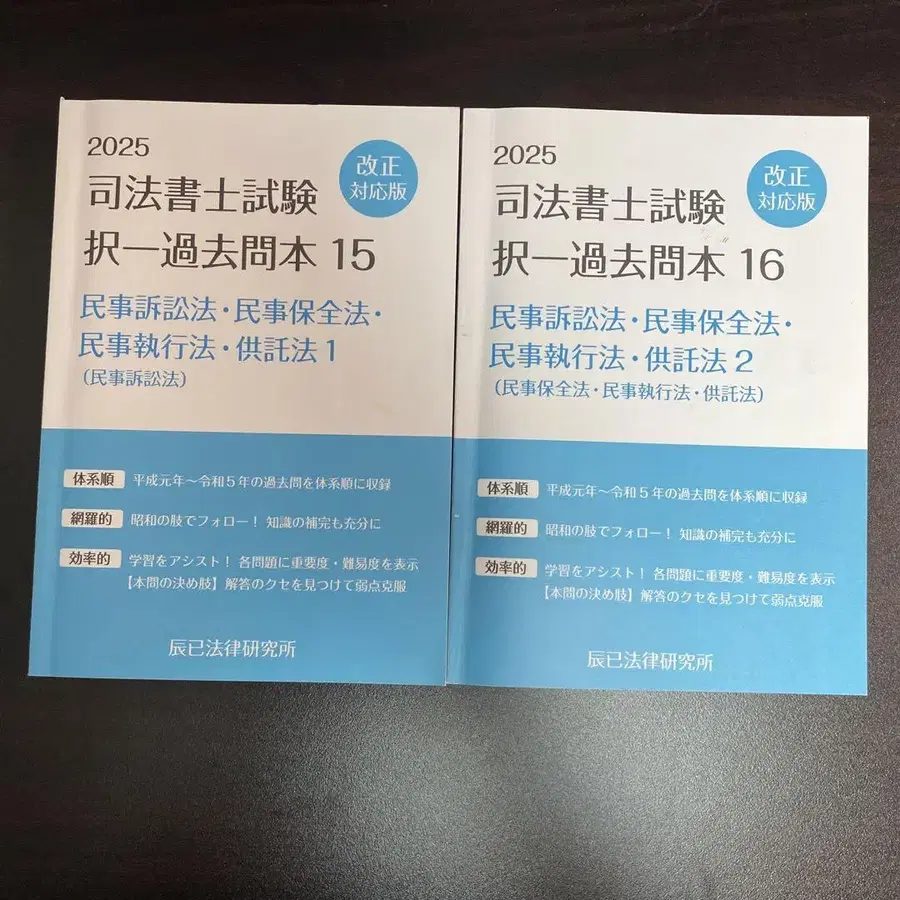 2025
改正
対応版
司法書士試験
択一過去問本 15
民事訴訟法・民事保全法・
民事執行法・供託法1
(民事訴訟法)
体系順 平成元年~令和5年の過去問を体系順に収録
網羅的 昭和の肢でフォロー! 知識の補完も充分に
効率的 学習をアシスト! 各問題に重要度・難易度を表示
【本問の決め肢】解答のクセを見つけて弱点克服
辰已法律研究所
2025
改正
対応版
司法書士試験
択一過去問本 16
民事訴訟法・民事保全法・
民事執行法・供託法2
(民事保全法・民事執行法・供託法)
体系順 平成元年~令和5年の過去問を体系順に収録
網羅的 昭和の肢でフォロー! 知識の補完も充分に
効率的 学習をアシスト! 各問題に重要度・難易度を表示
【本問の決め肢】解答のクセを見つけて弱点克服
辰已法律研究所